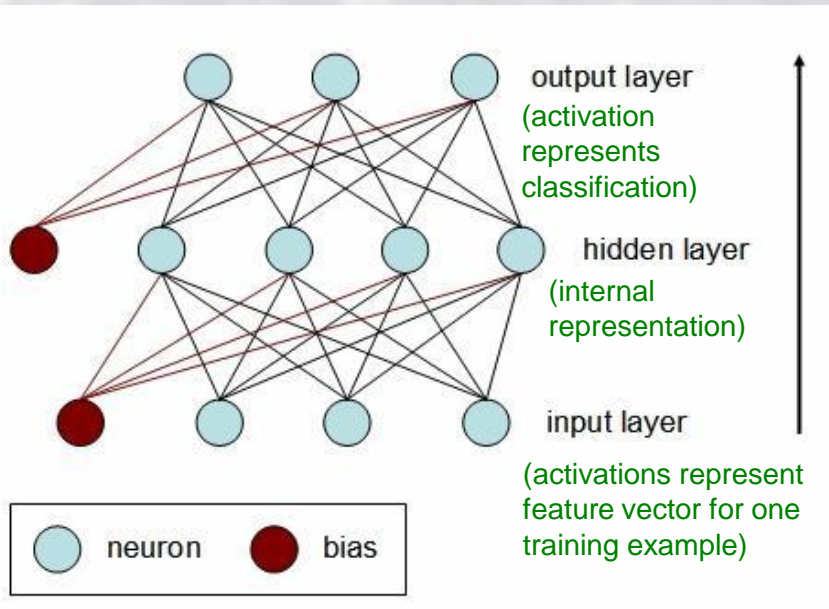 output layer
(activation
represents
classification)
hidden layer
(internal
representation)
input layer
(activations represent
feature vector for one
training example)
neuron
bias